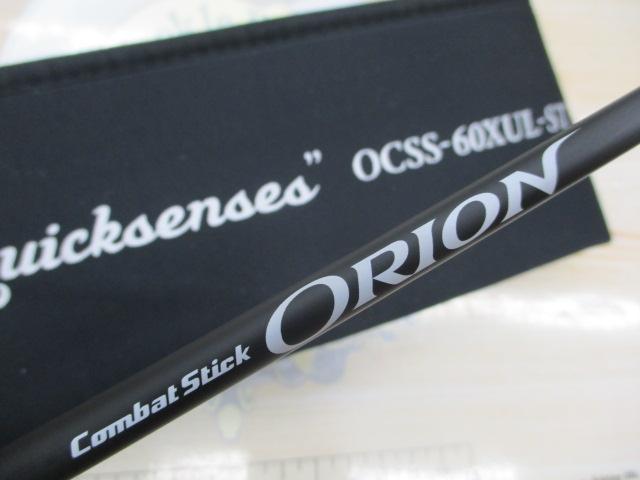 quicksenses” OCSS-60XUL-ST
Combat Stick ORION